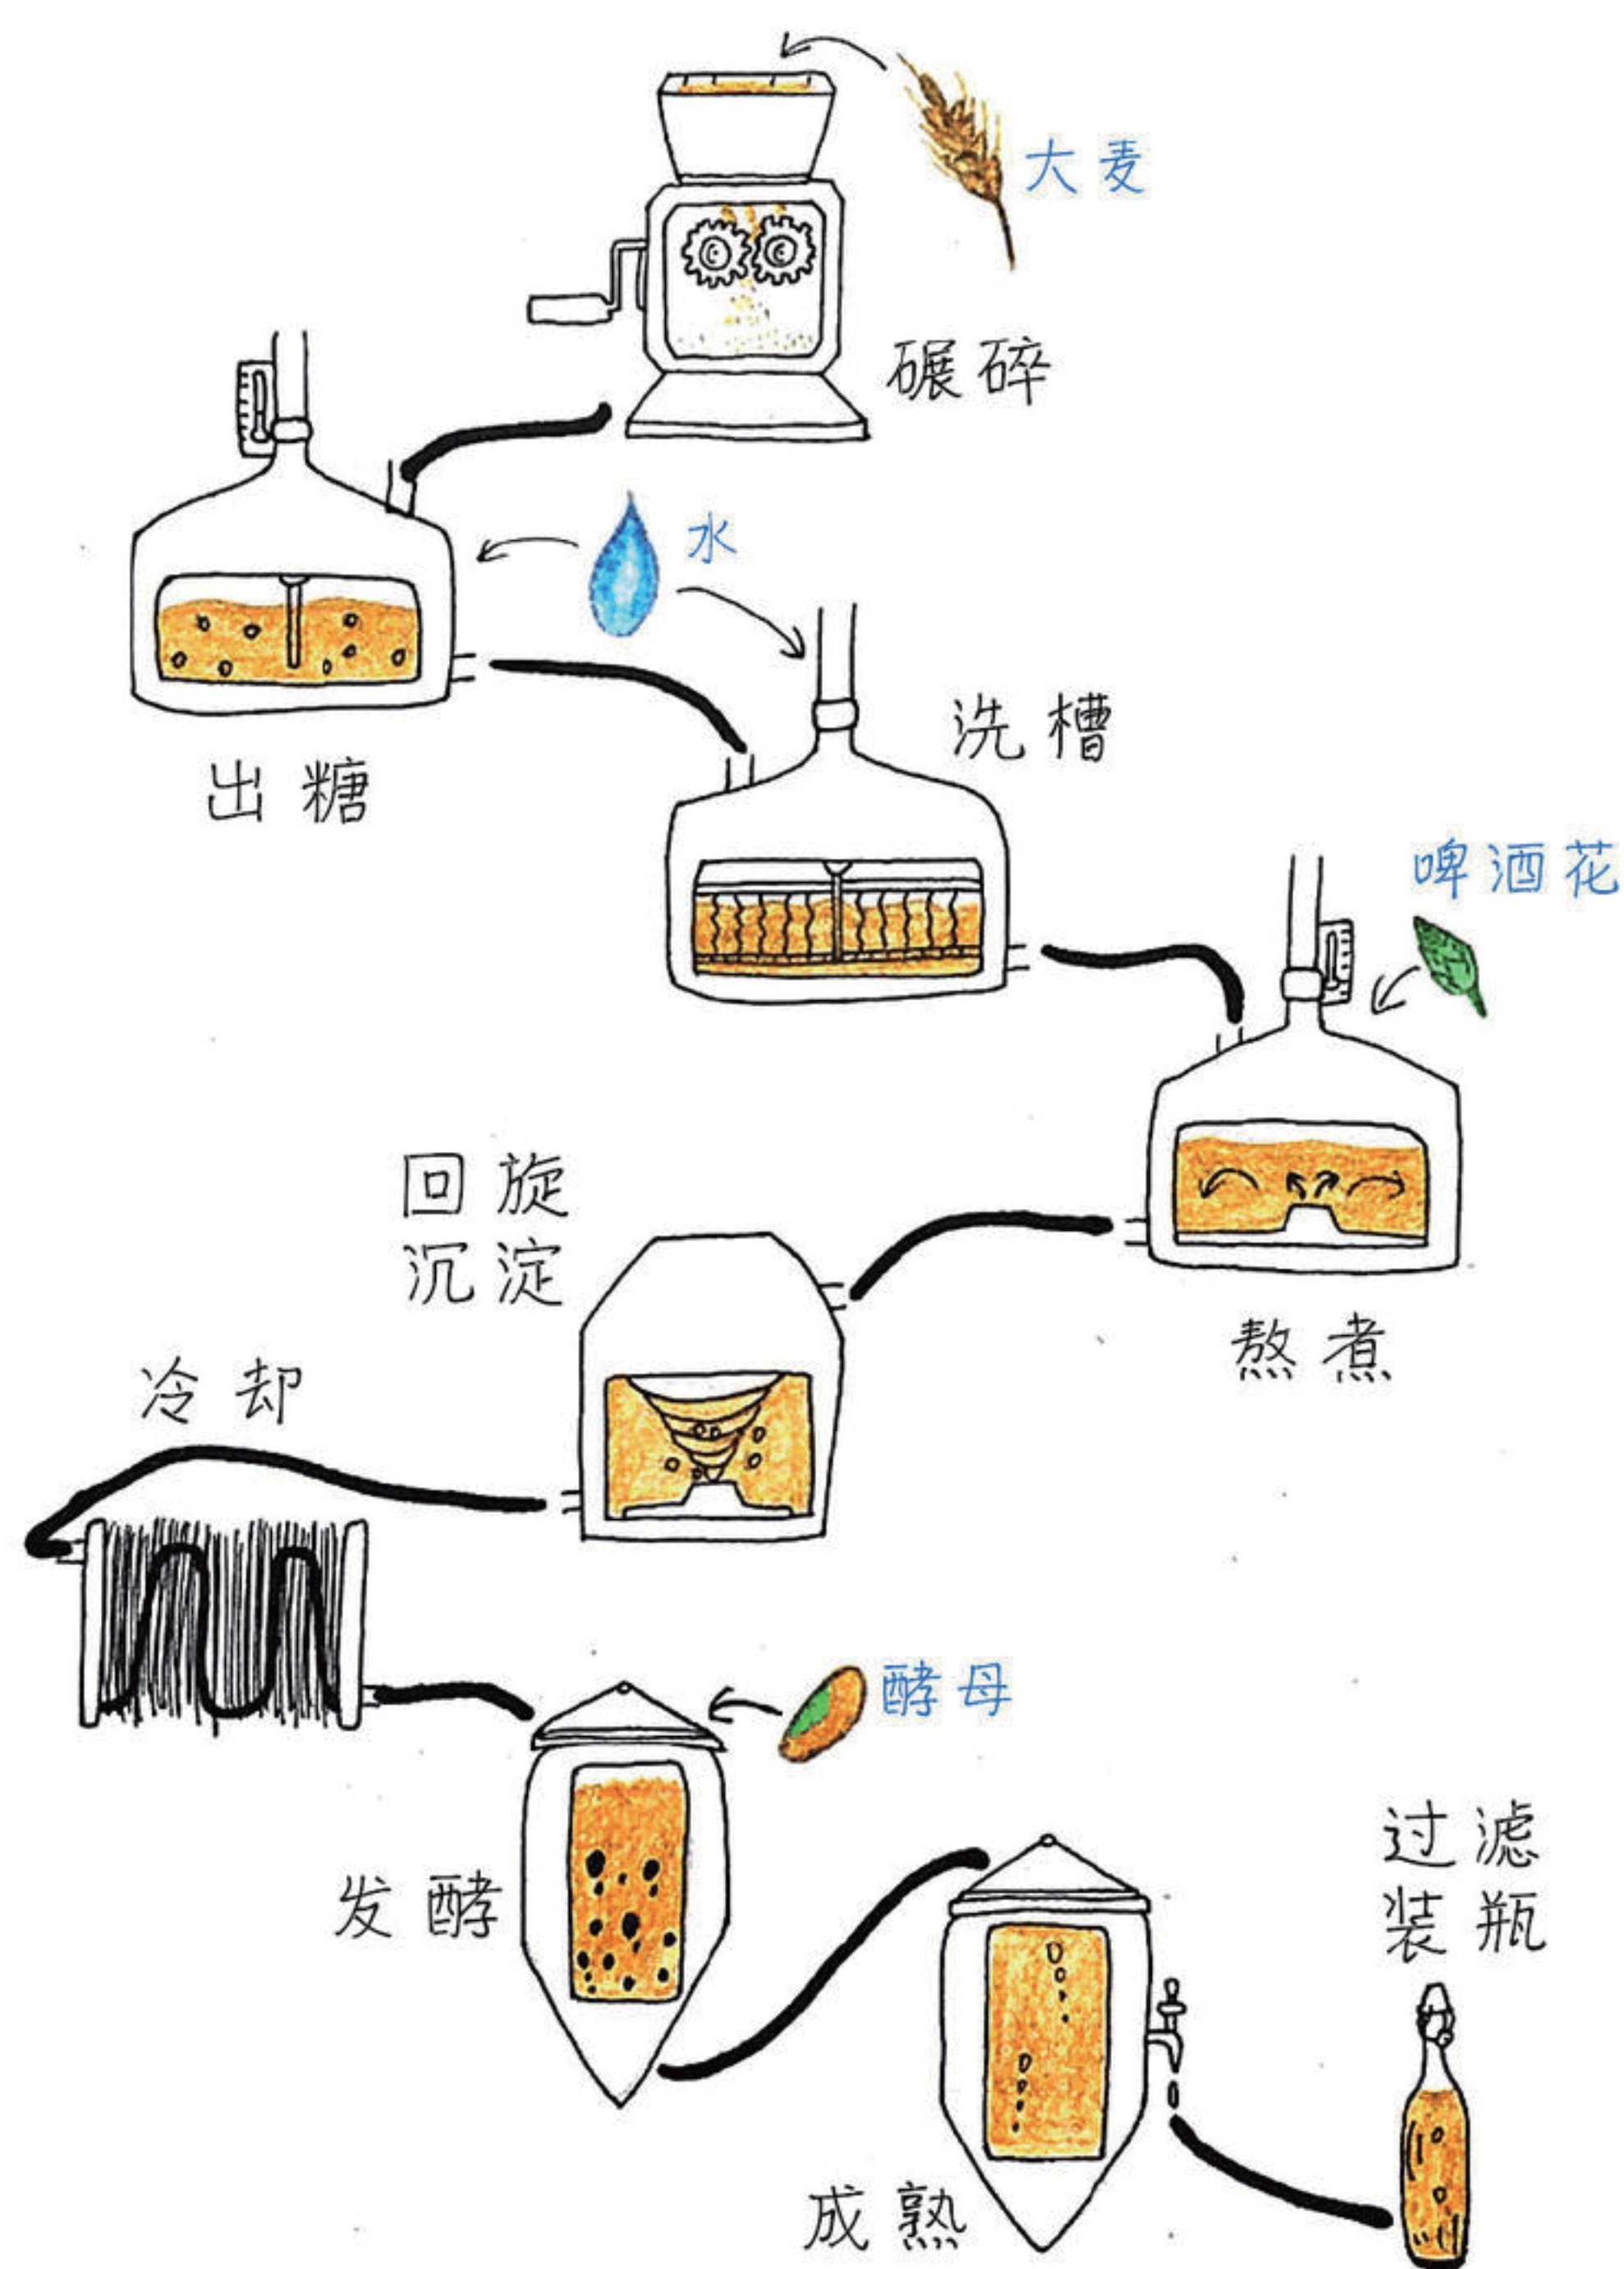 大麦
碾碎
水
出糖
洗槽
啤酒花
熬煮
回旋
沉淀
冷却
酵母
发酵
成熟
过滤
装瓶